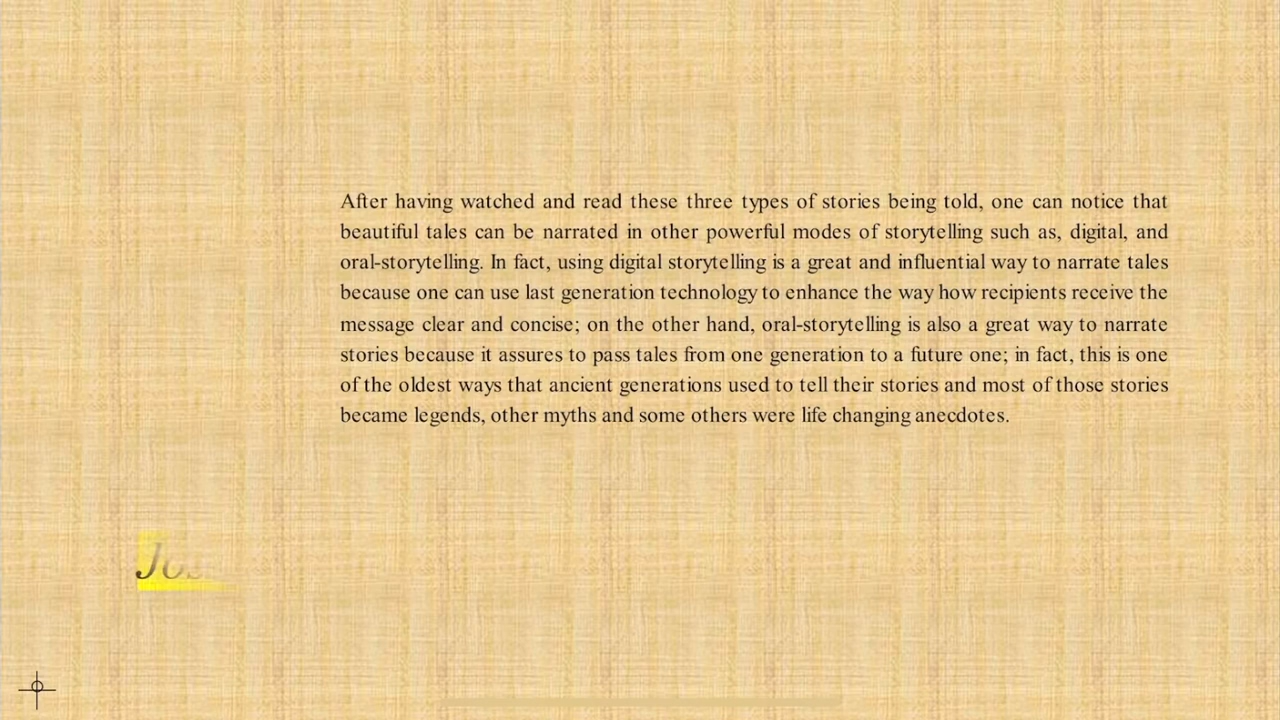 After having watched and read these three types of stories being told, one can notice that
beautiful tales can be narrated in other powerful modes of storytelling such as, digital, and
oral-storytelling. In fact, using digital storytelling is a great and influential way to narrate tales
because one can use last generation technology to enhance the way how recipients receive the
message clear and concise; on the other hand, oral-storytelling is also a great way to narrate
stories because it assures to pass tales from one generation to a future one; in fact, this is one
of the oldest ways that ancient generations used to tell their stories and most of those stories
became legends, other myths and some others were life changing anecdotes.